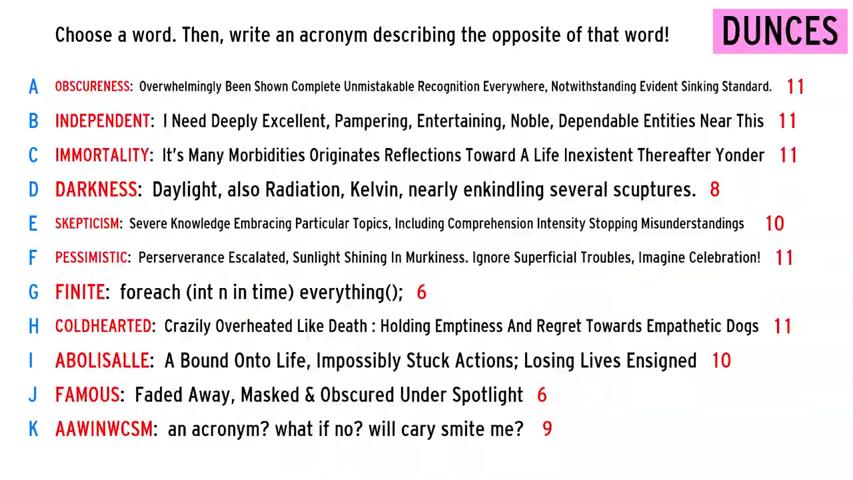 Choose a word. Then, write an acronym describing the opposite of that word!
DUNCES
A OBSCURENESS: Overwhelmingly Been Shown Complete Unmistakable Recognition Everywhere, Notwithstanding Evident Sinking Standard. 11
B INDEPENDENT: I Need Deeply Excellent, Pampering, Entertaining, Noble, Dependable Entities Near This 11
C IMMORTALITY: It's Many Morbidities Originates Reflections Toward A Life Inexistent Thereafter Yonder 11
D DARKNESS: Daylight, also Radiation, Kelvin, nearly enkindling several scuptures. 8
E SKEPTICISM: Severe Knowledge Embracing Particular Topics, Including Comprehension Intensity Stopping Misunderstandings 10
F PESSIMISTIC: Perserverance Escalated, Sunlight Shining In Murkiness. Ignore Superficial Troubles, Imagine Celebration! 11
G FINITE: foreach (int n in time) everything(); 6
H COLDHEARTED: Crazily Overheated Like Death : Holding Emptiness And Regret Towards Empathetic Dogs 11
I ABOLISALLE: A Bound Onto Life, Impossibly Stuck Actions; Losing Lives Ensigned 10
J FAMOUS: Faded Away, Masked & Obscured Under Spotlight 6
K AAWINWCSM: an acronym? what if no? will cary smite me? 9